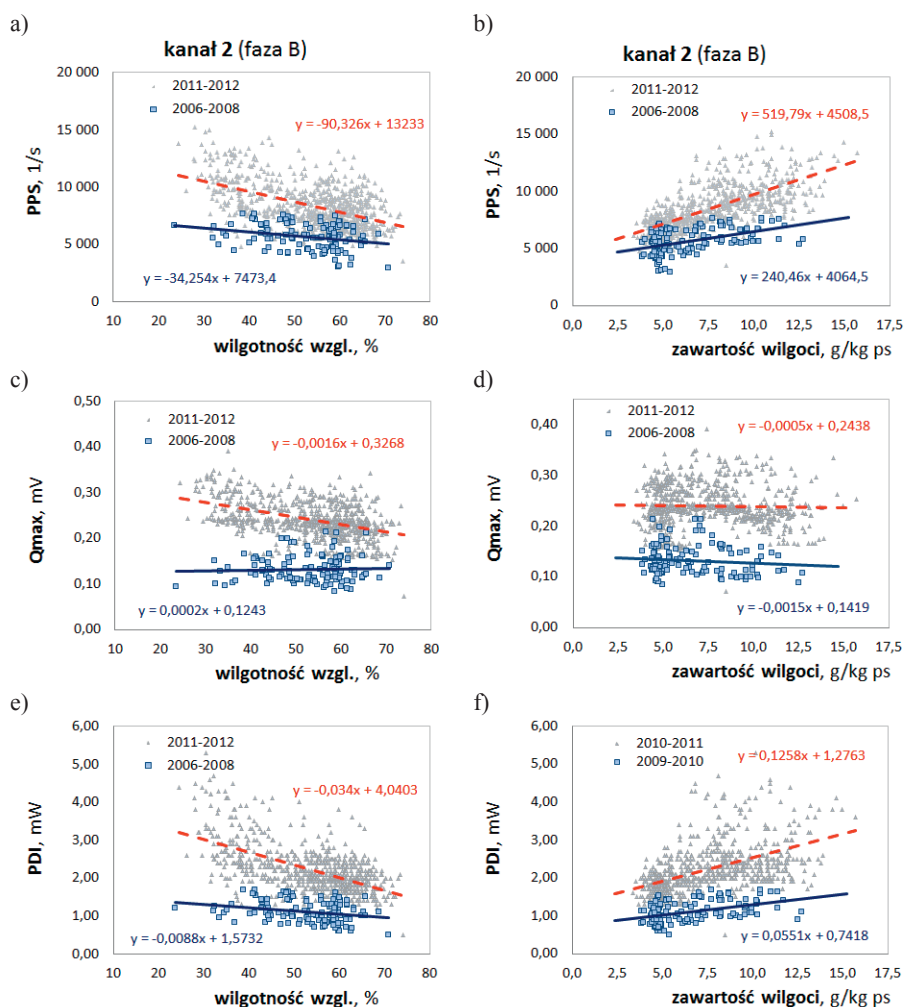 a)
kanał 2 (faza B)
20 000
15 000
10 000
5 000
0
PPS, 1/s
2011-2012
2006-2008
y = -90,326x + 13233
y = -34,254x + 7473,4
10 20 30 40 50 60 70 80
wilgotność wzgl., %
b)
kanał 2 (faza B)
20 000
15 000
10 000
5 000
0
PPS, 1/s
2011-2012
2006-2008
y = 519,79x + 4508,5
y = 240,46x + 4064,5
0,0 2,5 5,0 7,5 10,0 12,5 15,0 17,5
zawartość wilgoci, g/kg ps
c)
0,50
0,40
0,30
0,20
0,10
0,00
Qmax, mV
2011-2012
2006-2008
y = -0,0016x + 0,3268
y = 0,0002x + 0,1243
10 20 30 40 50 60 70 80
wilgotność wzgl., %
d)
0,40
0,30
0,20
0,10
0,00
Qmax, mV
2011-2012
2006-2008
y = -0,0005x + 0,2438
y = -0,0015x + 0,1419
0,0 2,5 5,0 7,5 10,0 12,5 15,0 17,5
zawartość wilgoci, g/kg ps
e)
6,00
5,00
4,00
3,00
2,00
1,00
0,00
PDI, mW
2011-2012
2006-2008
y = -0,034x + 4,0403
y = -0,0088x + 1,5732
10 20 30 40 50 60 70 80
wilgotność wzgl., %
f)
6,00
5,00
4,00
3,00
2,00
1,00
0,00
PDI, mW
2010-2011
2009-2010
y = 0,1258x + 1,2763
y = 0,0551x + 0,7418
0,0 2,5 5,0 7,5 10,0 12,5 15,0 17,5
zawartość wilgoci, g/kg ps